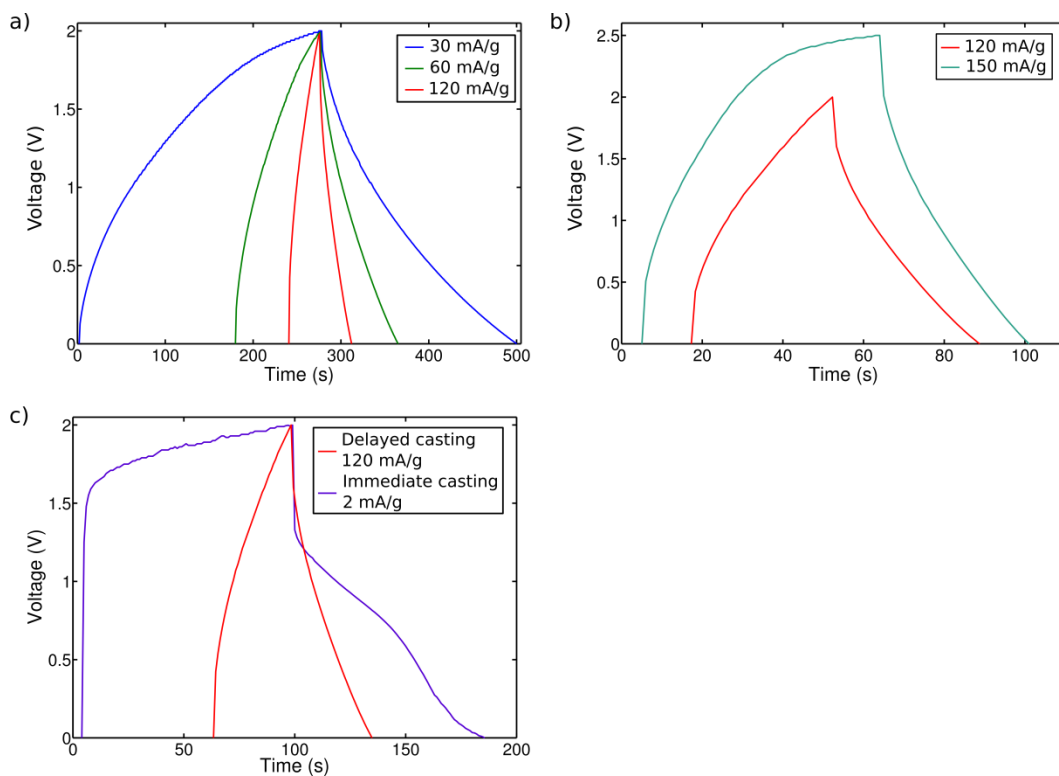 a)
2
1.5
1
0.5
0
Voltage (V)
0 100 200 300 400 500
Time (s)
30 mA/g
60 mA/g
120 mA/g
b)
2.5
2
1.5
1
0.5
0
Voltage (V)
0 20 40 60 80 100
Time (s)
120 mA/g
150 mA/g
c)
2
1.5
1
0.5
0
Voltage (V)
0 50 100 150 200
Time (s)
Delayed casting
120 mA/g
Immediate casting
2 mA/g